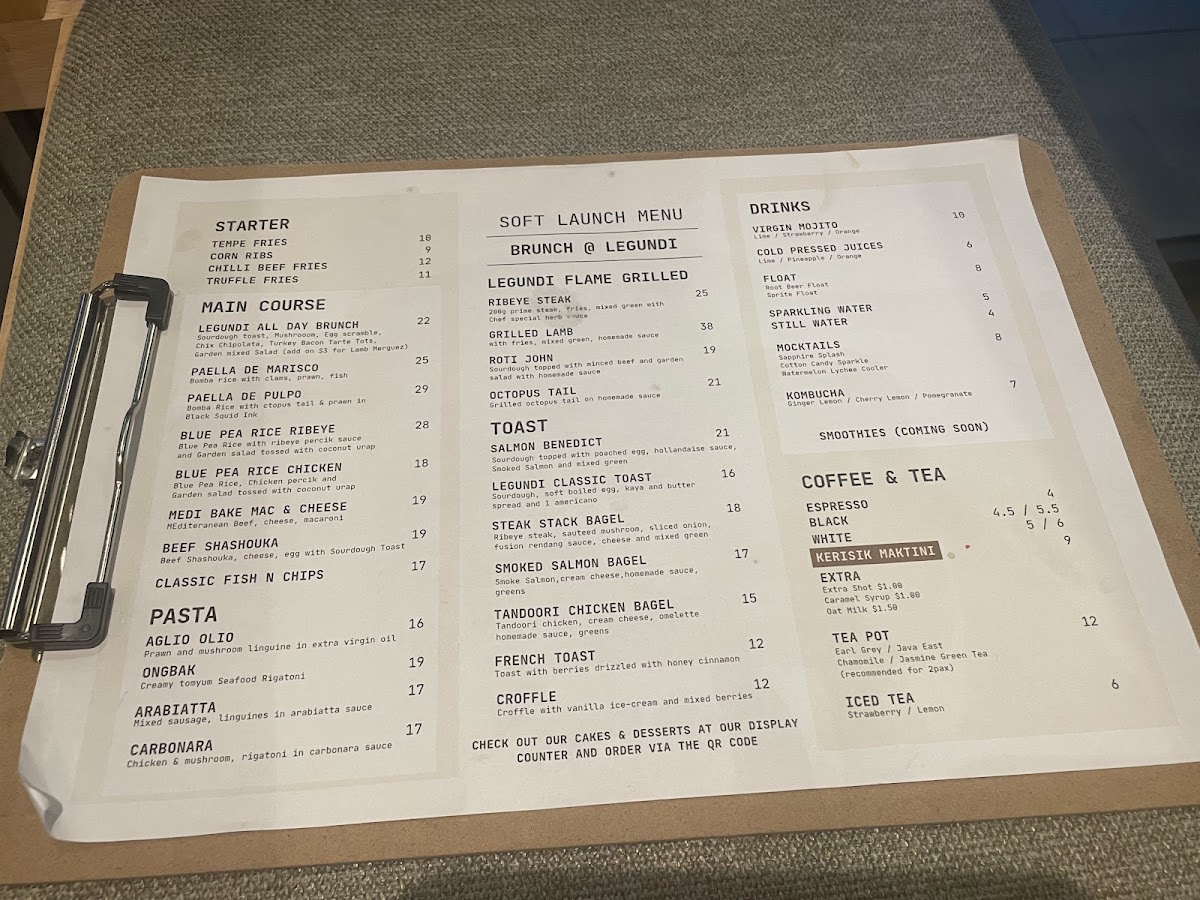 STARTER
TEMPE FRIES 10
CORN RIBS 9
CHILLI BEEF FRIES 12
TRUFFLE FRIES 11
MAIN COURSE
LEGUNDI ALL DAY BRUNCH 22
Sourdough toast, Mushrooom, Egg scramble,
Chix Chipolata, Turkey Bacon Tarte Tots,
Garden mixed Salad (add on $3 for Lamb Merguez)
PAELLA DE MARISCO 25
Bomba rice with clams, prawn, fish
PAELLA DE PULPO 29
Bomba Rice with ctopus tail & prawn in
Black Squid Ink
BLUE PEA RICE RIBEYE 28
Blue Pea Rice with ribeye percik sauce
and Garden salad tossed with coconut urap
BLUE PEA RICE CHICKEN 18
Blue Pea Rice, Chicken percik and
Garden salad tossed with coconut urap
MEDI BAKE MAC & CHEESE 19
MEditeranean Beef, cheese, macaroni
BEEF SHASHOUKA 19
Beef Shashouka, cheese, egg with Sourdough Toast
CLASSIC FISH N CHIPS 17
PASTA
AGLIO OLIO 16
Prawn and mushroom linguine in extra virgin oil
ONGBAK 19
Creamy tomyum Seafood Rigatoni
ARABIATTA 17
Mixed sausage, linguines in arabiatta sauce
CARBONARA 17
Chicken & mushroom, rigatoni in carbonara sauce
SOFT LAUNCH MENU
BRUNCH @ LEGUNDI
LEGUNDI FLAME GRILLED
RIBEYE STEAK 25
200g prime steak, fries, mixed green with
Chef special herb sauce
GRILLED LAMB 38
with fries, mixed green, homemade sauce
ROTI JOHN 19
Sourdough topped with minced beef and garden
salad with homemade sauce
OCTOPUS TAIL 21
Grilled octopus tail on homemade sauce
TOAST
SALMON BENEDICT 21
Sourdough topped with poached egg, hollandaise sauce,
Smoked Salmon and mixed green
LEGUNDI CLASSIC TOAST 16
Sourdough, soft boiled egg, kaya and butter
spread and 1 americano
STEAK STACK BAGEL 18
Ribeye steak, sauteed mushroom, sliced onion,
fusion rendang sauce, cheese and mixed green
SMOKED SALMON BAGEL 17
Smoke Salmon,cream cheese,homemade sauce,
greens
TANDOORI CHICKEN BAGEL 15
Tandoori chicken, cream cheese, omelette
homemade sauce, greens
FRENCH TOAST 12
Toast with berries drizzled with honey cinnamon
CROFFLE 12
Croffle with vanilla ice-cream and mixed berries
CHECK OUT OUR CAKES & DESSERTS AT OUR DISPLAY
COUNTER AND ORDER VIA THE QR CODE
DRINKS
VIRGIN MOJITO 10
Lime / Strawberry / Orange
COLD PRESSED JUICES 6
Lime / Pineapple / Orange
FLOAT 8
Root Beer Float
Sprite Float
SPARKLING WATER 5
STILL WATER 4
MOCKTAILS 8
Sapphire Splash
Cotton Candy Sparkle
Watermelon Lychee Cooler
KOMBUCHA 7
Ginger Lemon / Cherry Lemon / Pomegranate
SMOOTHIES (COMING SOON)
COFFEE & TEA
ESPRESSO 4
BLACK 4.5 / 5.5
WHITE 5 / 6
KERISIK MAKTINI 9
EXTRA
Extra Shot $1.00
Caramel Syrup $1.00
Oat Milk $1.50
TEA POT 12
Earl Grey / Java East
Chamomile / Jasmine Green Tea
(recommended for 2pax)
ICED TEA 6
Strawberry / Lemon